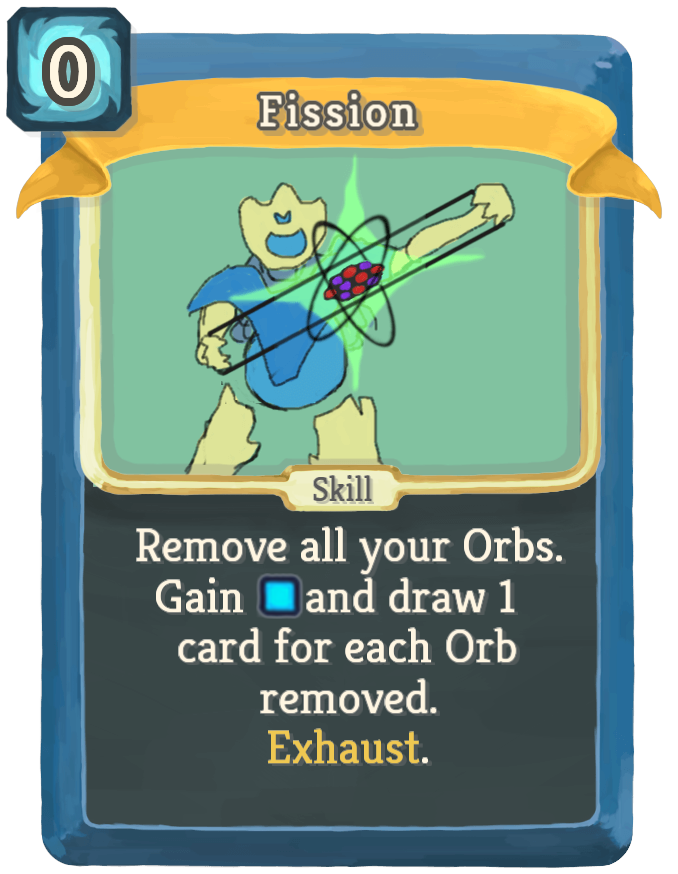 0
Fission
Skill
Remove all your Orbs.
Gain and draw 1
card for each Orb
removed.
Exhaust.